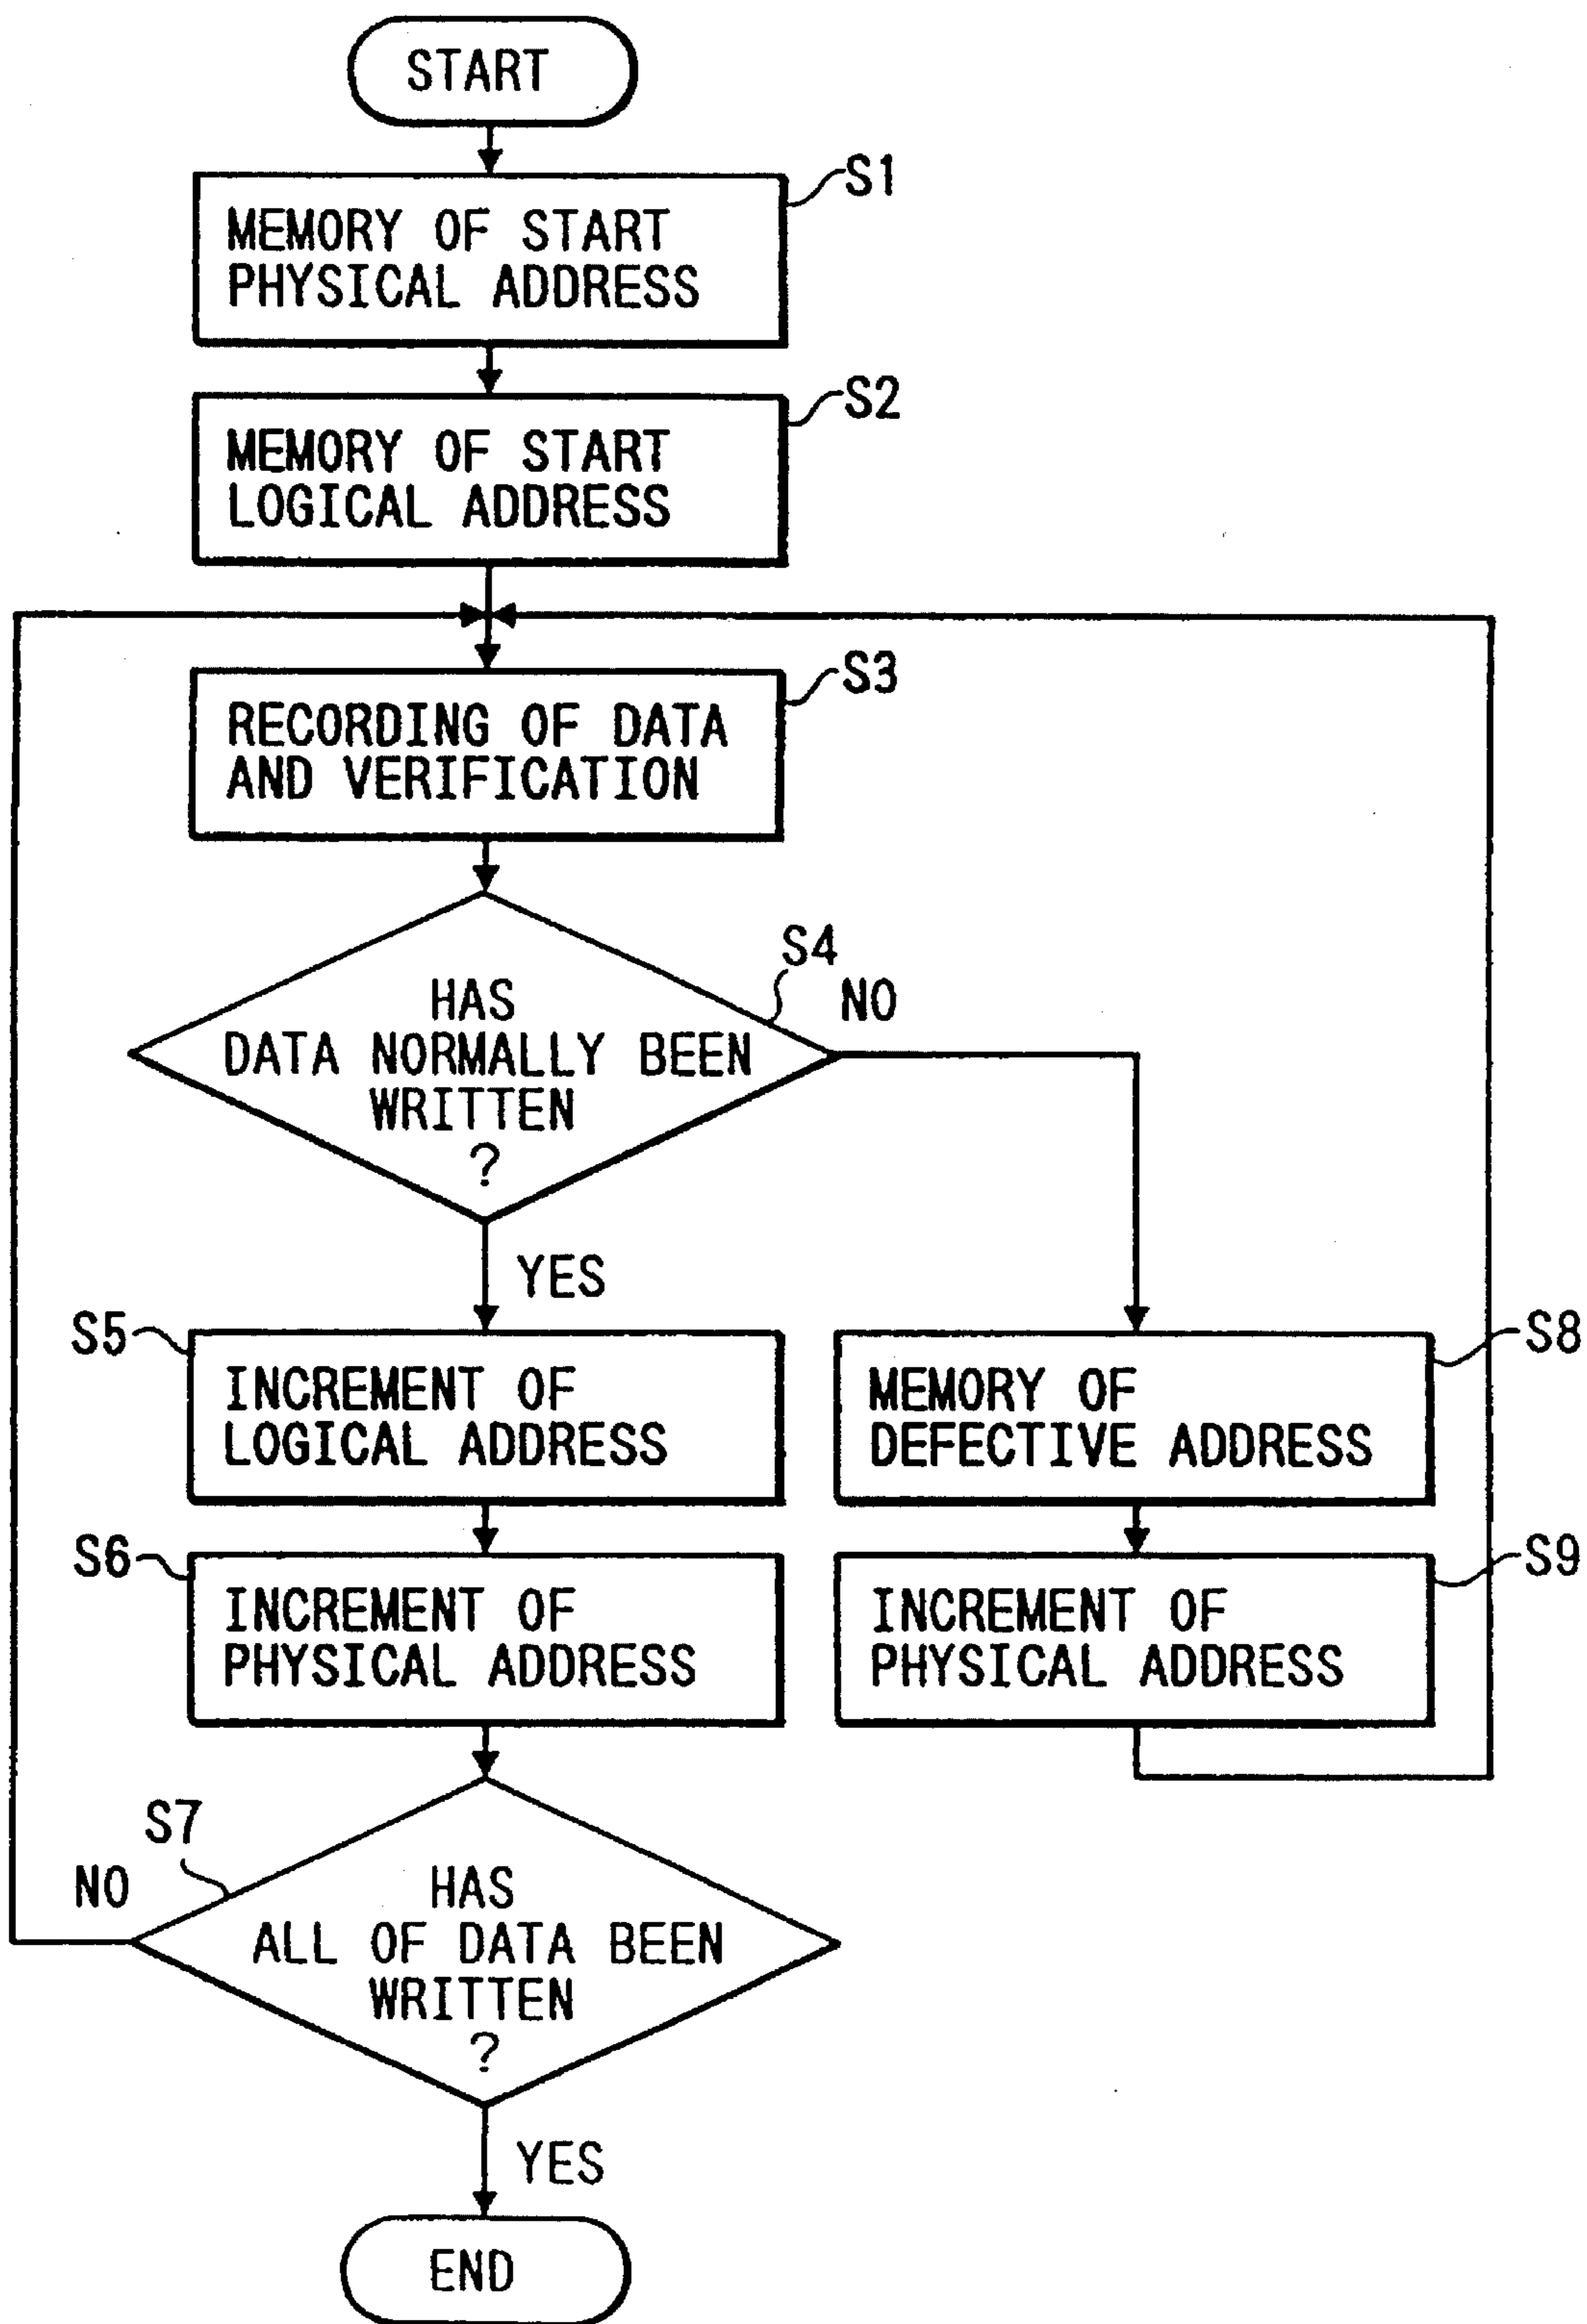 START
S1
MEMORY OF START
PHYSICAL ADDRESS
S2
MEMORY OF START
LOGICAL ADDRESS
S3
RECORDING OF DATA
AND VERIFICATION
S4
NO
HAS
DATA NORMALLY BEEN
WRITTEN
?
YES
S5
INCREMENT OF
LOGICAL ADDRESS
S8
MEMORY OF
DEFECTIVE ADDRESS
S6
INCREMENT OF
PHYSICAL ADDRESS
S9
INCREMENT OF
PHYSICAL ADDRESS
S7
NO
HAS
ALL OF DATA BEEN
WRITTEN
?
YES
END